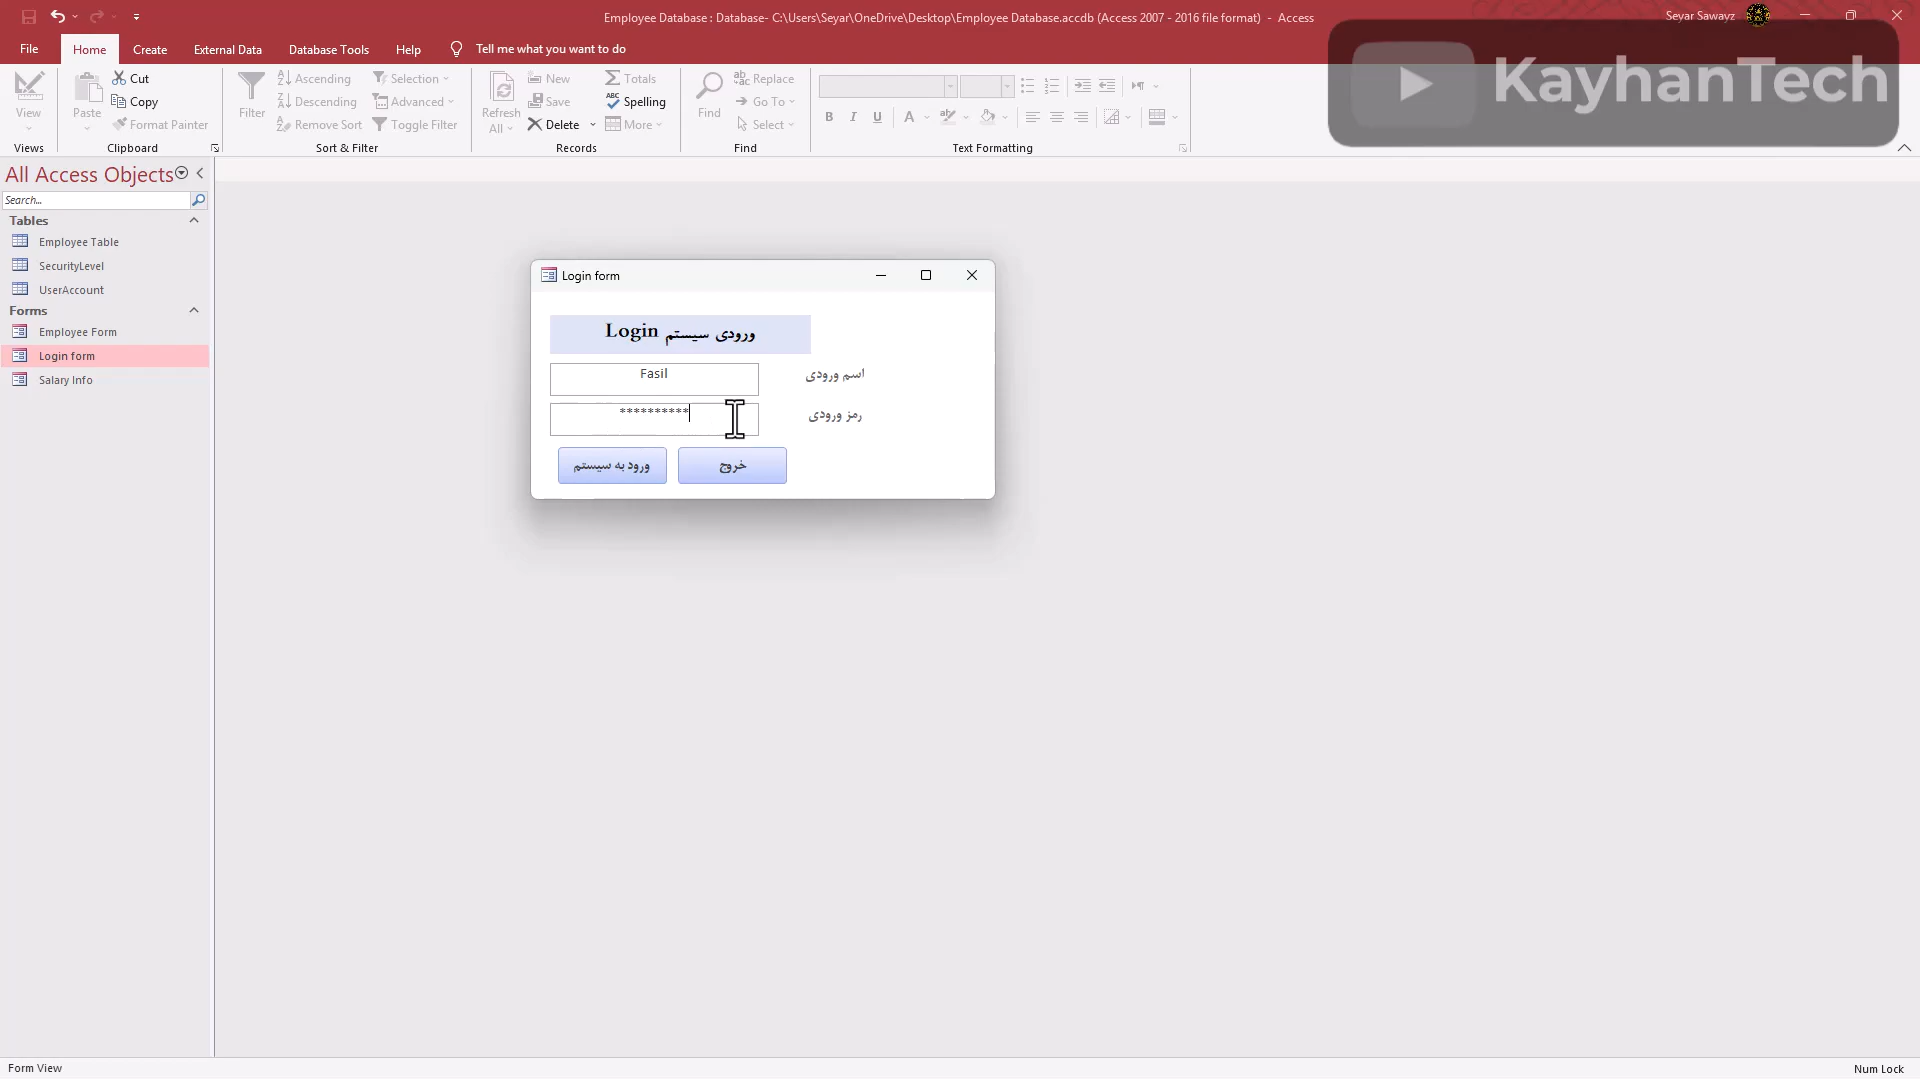 Employee Database : Database- C:\Users\Seyar\OneDrive\Desktop\Employee Database.accdb (Access 2007 - 2016 file format) - Access
Seyar Sawayz
File Home Create External Data Database Tools Help Tell me what you want to do
KayhanTech
View
Views
Paste
Cut
Copy
Format Painter
Clipboard
Filter
Ascending
Descending
Remove Sort
Selection
Advanced
Toggle Filter
Sort & Filter
Refresh
All
New
Save
Delete
Totals
Spelling
More
Records
Find
Replace
Go To
Select
Find
B I U A
Text Formatting
All Access Objects
Search...
Tables
Employee Table
SecurityLevel
UserAccount
Forms
Employee Form
Login form
Salary Info
Login form
ورودی سیستم Login
اسم ورودی
Fasil
رمز ورودی
**********
ورود به سیستم
خروج
Form View
Num Lock